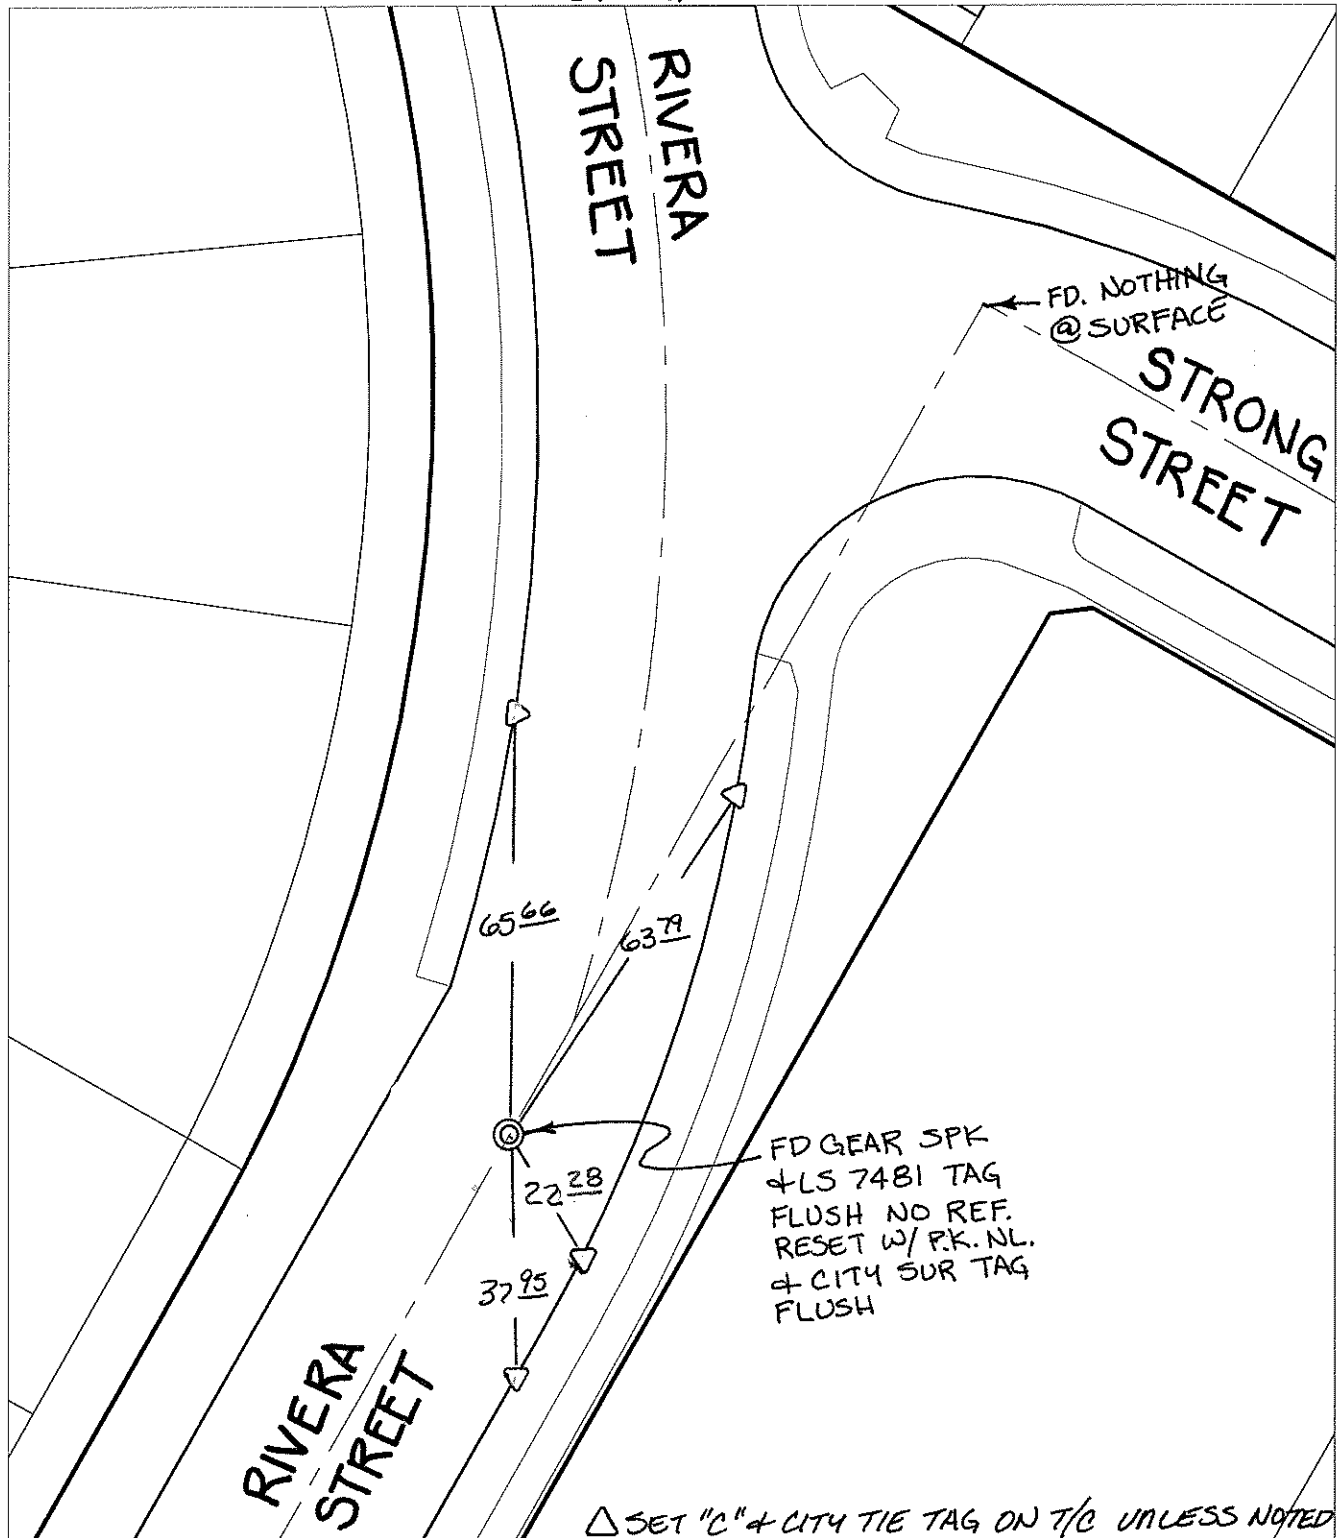 RIVERA
STREET
FD. NOTHING
@ SURFACE
STRONG
STREET
65 66
63 79
22 28
37 95
FD GEAR SPK
& LS 7481 TAG
FLUSH NO REF.
RESET W/ P.K. NL.
& CITY SUR TAG
FLUSH
RIVERA
STREET
△ SET "C" & CITY TIE TAG ON T/C UNLESS NOTED